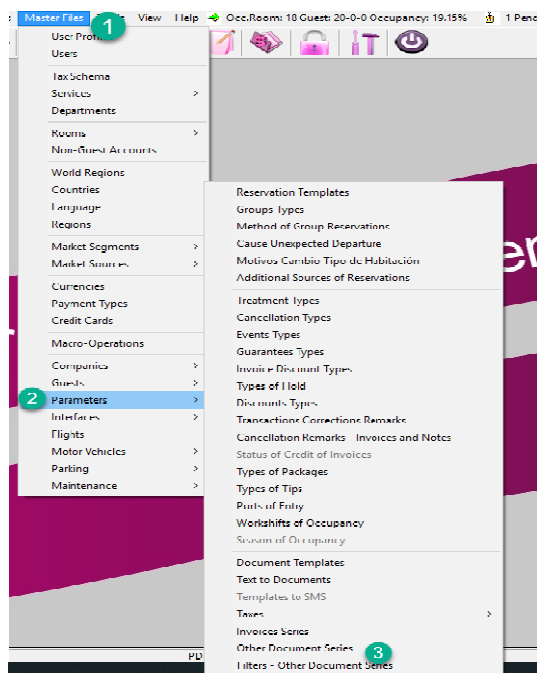 Master Files View Help Occ.Room: 18 Guest: 20-0-0 Occupancy: 19.15% 1 Pend
1
User
Users
Tax Schema
Services >
Departments
Rooms >
Non-Guest Accounts
World Regions
Countries
Language
Regions
Market Segments >
Market Sources >
Currencies
Payment Types
Credit Cards
Macro-Operations
Companies >
Guests >
2 Parameters >
Interfaces >
Flights
Motor Vehicles >
Parking >
Maintenance >
Reservation Templates
Groups Types
Method of Group Reservations
Cause Unexpected Departure
Motivos Cambio Tipo de Habitación
Additional Sources of Reservations
Treatment Types
Cancellation Types
Events Types
Guarantees Types
Invoice Discount Types
Types of Hold
Discounts Types
Transactions Corrections Remarks
Cancellation Remarks - Invoices and Notes
Status of Credit of Invoices
Types of Packages
Types of Tips
Ports of Entry
Workshifts of Occupancy
Season of Occupancy
Document Templates
Text to Documents
Templates to SMS
Taxes >
Invoices Series
Other Document Series 3
Filters - Other Document Series
er
PD